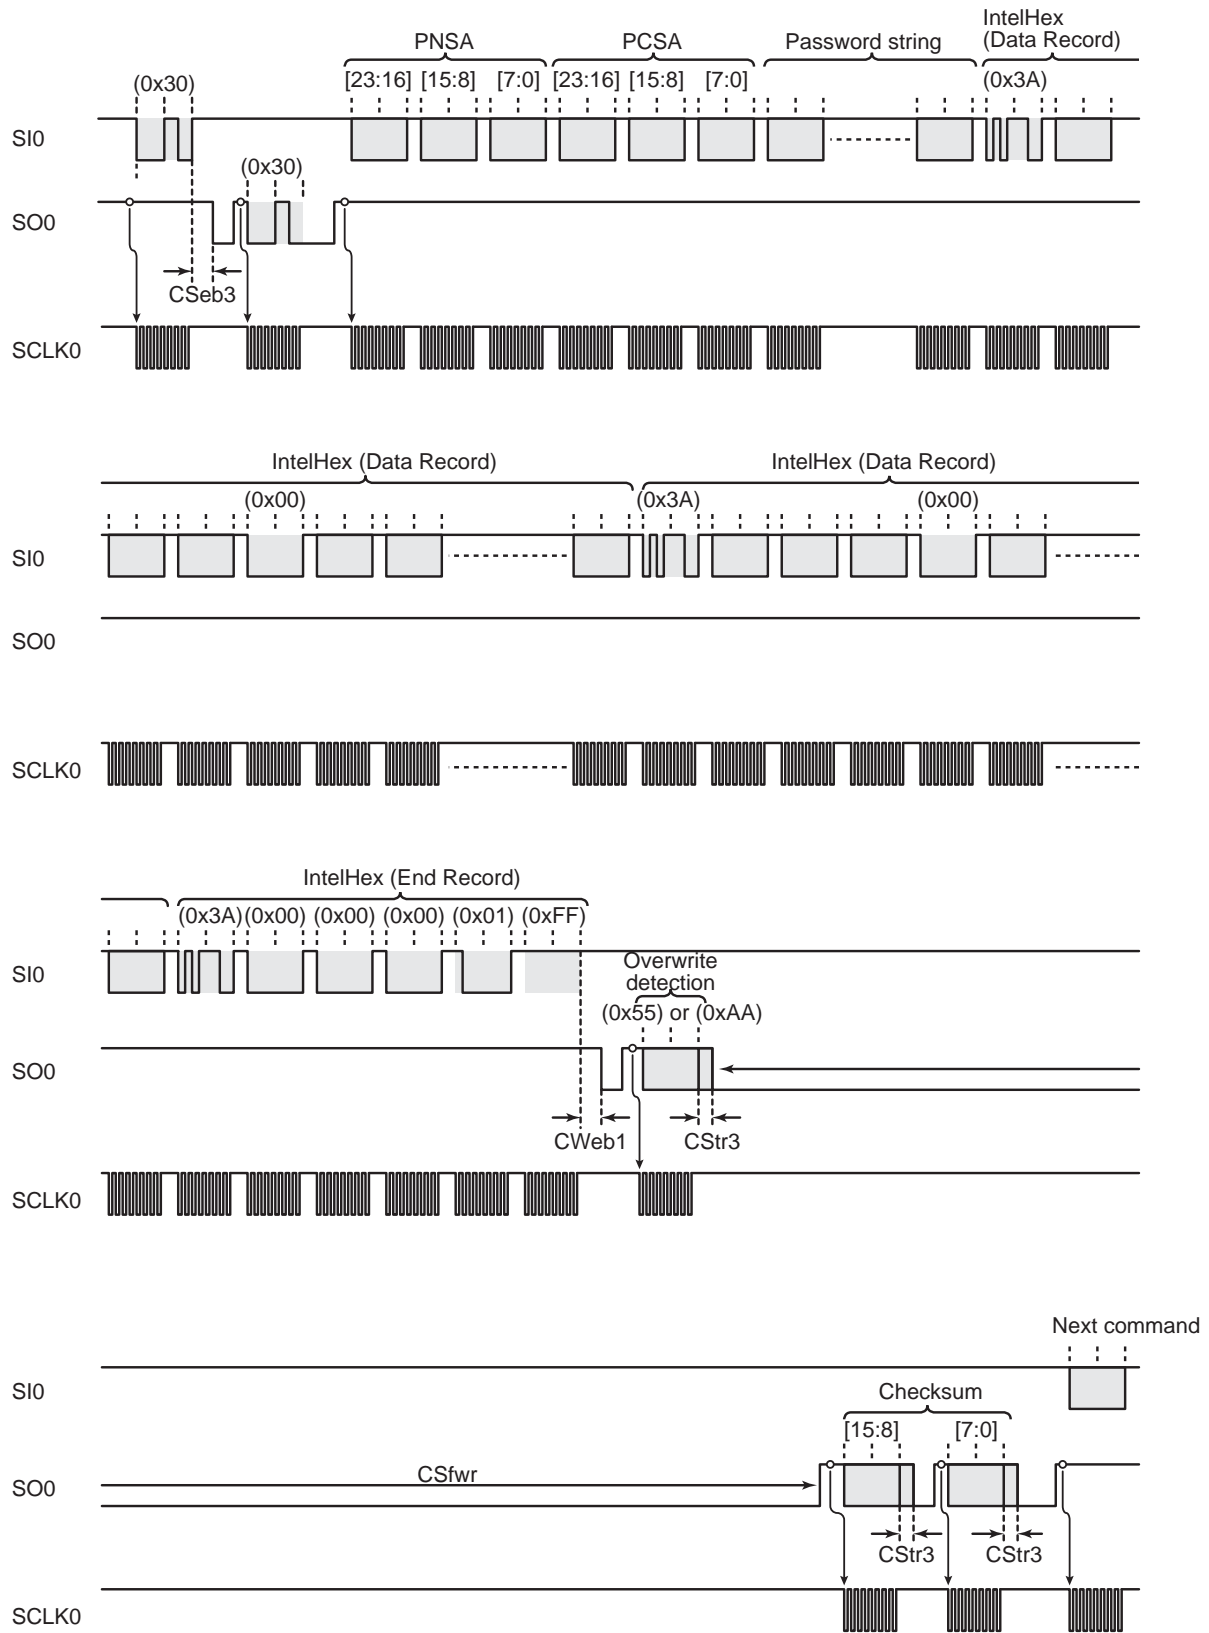 IntelHex
PNSA PCSA Password string (Data Record)
(0x30) [23:16] [15:8] [7:0] [23:16] [15:8] [7:0] (0x3A)
SI0
(0x30)
SO0
CSeb3
SCLK0
IntelHex (Data Record) IntelHex (Data Record)
(0x00) (0x3A) (0x00)
SI0
SO0
SCLK0
IntelHex (End Record)
(0x3A) (0x00) (0x00) (0x00) (0x01) (0xFF)
SI0
Overwrite
detection
(0x55) or (0xAA)
SO0
CWeb1 CStr3
SCLK0
Next command
SI0
Checksum
[15:8] [7:0]
CSfwr
SO0
CStr3 CStr3
SCLK0